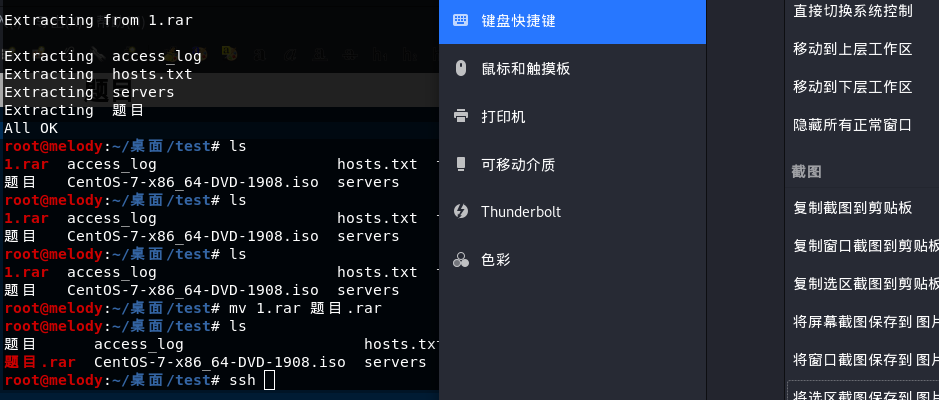 Extracting from 1.rar
Extracting  access_log
Extracting  hosts.txt
Extracting  servers
Extracting  题目
All OK
root@melody:~/桌面/test# ls
1.rar  access_log  hosts.txt
题目  CentOS-7-x86_64-DVD-1908.iso  servers
root@melody:~/桌面/test# ls
1.rar  access_log  hosts.txt
题目  CentOS-7-x86_64-DVD-1908.iso  servers
root@melody:~/桌面/test# ls
1.rar  access_log  hosts.txt
题目  CentOS-7-x86_64-DVD-1908.iso  servers
root@melody:~/桌面/test# mv 1.rar 题目.rar
root@melody:~/桌面/test# ls
题目  access_log  hosts.txt
题目.rar  CentOS-7-x86_64-DVD-1908.iso  servers
root@melody:~/桌面/test# ssh
键盘快捷键
鼠标和触摸板
打印机
可移动介质
Thunderbolt
色彩
直接切换系统控制
移动到上层工作区
移动到下层工作区
隐藏所有正常窗口
截图
复制截图到剪贴板
复制窗口截图到剪贴板
复制选区截图到剪贴板
将屏幕截图保存到 图片
将窗口截图保存到 图片
将选区截图保存到 图片